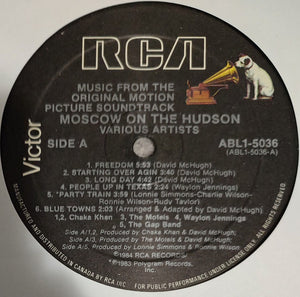 RCA
MUSIC FROM THE
ORIGINAL MOTION
PICTURE SOUNDTRACK
MOSCOW ON THE HUDSON
VARIOUS ARTISTS
Victor
SIDE A
ABL1-5036
(ABL1-5036-A)
1. FREEDOM 5:53 (David McHugh)
2. STARTING OVER AGIN 3:46 (David McHugh)
3. LONG DAY 4:42 (David McHugh)
4. PEOPLE UP IN TEXAS 2:24 (Waylon Jennings)
5. "PARTY TRAIN 3:59 (Lonnie Simmons-Charlie Wilson-
Ronnie Wilson-Rudy Taylor)
6. BLUE TOWNS 2:03 (Arranged & Adapted by David McHugh)
1,2, Chaka Khan 3, The Motels 4, Waylon Jennings
5, The Gap Band
Side A/1,2, Produced by Chaka Khan & David McHugh;
Side A/3, Produced by The Motels & David McHugh;
Side A/5, Produced by Lonnie Simmons & Ronnie Wilson
℗1984 RCA Records
©1983 Polygram Records,
Inc.
MANUFACTURED AND DISTRIBUTED IN CANADA BY RCA INC
FOR PUBLIC PERFORMANCE UNDER